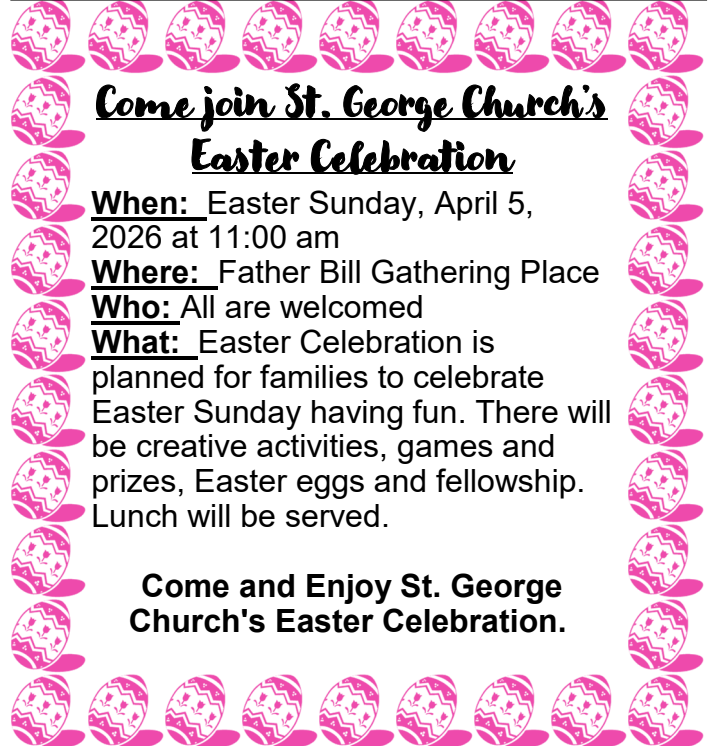 Come join St. George Church's
Easter Celebration
When: Easter Sunday, April 5,
2026 at 11:00 am
Where: Father Bill Gathering Place
Who: All are welcomed
What: Easter Celebration is
planned for families to celebrate
Easter Sunday having fun. There will
be creative activities, games and
prizes, Easter eggs and fellowship.
Lunch will be served.
Come and Enjoy St. George
Church's Easter Celebration.